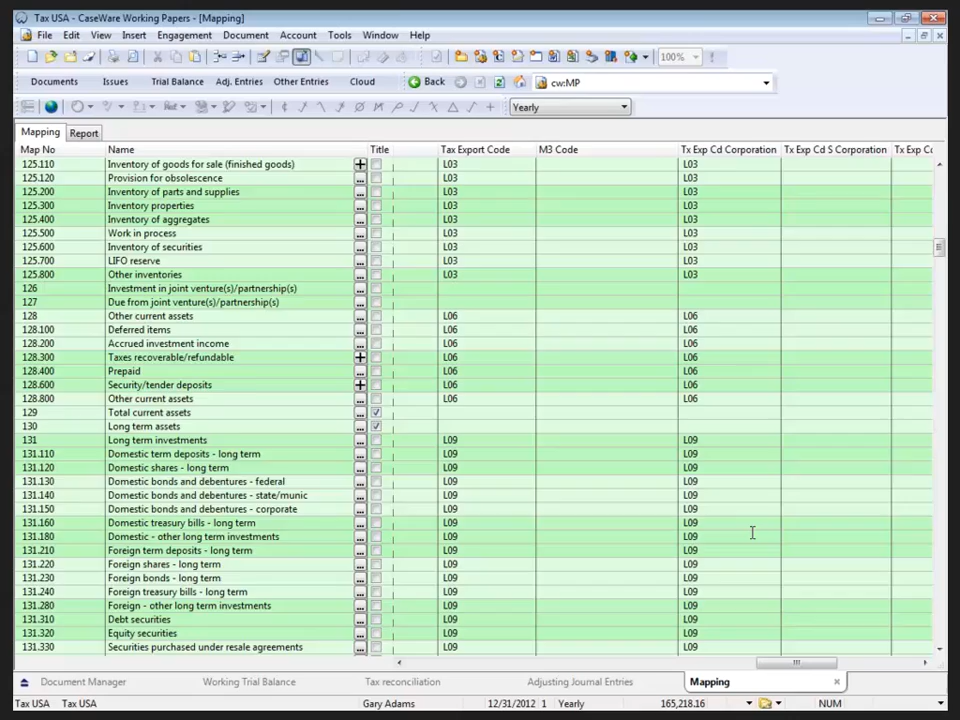 Tax USA - CaseWare Working Papers - [Mapping]
File Edit View Insert Engagement Document Account Tools Window Help
100%
Documents Issues Trial Balance Adj. Entries Other Entries Cloud Back cw:MP
Yearly
Mapping Report
Map No Name Title Tax Export Code M3 Code Tx Exp Cd Corporation Tx Exp Cd S Corporation Tx Exp Cc
125.110 Inventory of goods for sale (finished goods) L03 L03
125.120 Provision for obsolescence L03 L03
125.200 Inventory of parts and supplies L03 L03
125.300 Inventory properties L03 L03
125.400 Inventory of aggregates L03 L03
125.500 Work in process L03 L03
125.600 Inventory of securities L03 L03
125.700 LIFO reserve L03 L03
125.800 Other inventories L03 L03
126 Investment in joint venture(s)/partnership(s)
127 Due from joint venture(s)/partnership(s)
128 Other current assets L06 L06
128.100 Deferred items L06 L06
128.200 Accrued investment income L06 L06
128.300 Taxes recoverable/refundable L06 L06
128.400 Prepaid L06 L06
128.600 Security/tender deposits L06 L06
128.800 Other current assets L06 L06
129 Total current assets
130 Long term assets
131 Long term investments L09 L09
131.110 Domestic term deposits - long term L09 L09
131.120 Domestic shares - long term L09 L09
131.130 Domestic bonds and debentures - federal L09 L09
131.140 Domestic bonds and debentures - state/munic L09 L09
131.150 Domestic bonds and debentures - corporate L09 L09
131.160 Domestic treasury bills - long term L09 L09
131.180 Domestic - other long term investments L09 L09
131.210 Foreign term deposits - long term L09 L09
131.220 Foreign shares - long term L09 L09
131.230 Foreign bonds - long term L09 L09
131.240 Foreign treasury bills - long term L09 L09
131.280 Foreign - other long term investments L09 L09
131.310 Debt securities L09 L09
131.320 Equity securities L09 L09
131.330 Securities purchased under resale agreements L09 L09
Document Manager Working Trial Balance Tax reconciliation Adjusting Journal Entries Mapping
Tax USA Tax USA Gary Adams 12/31/2012 1 Yearly 165,218.16 NUM